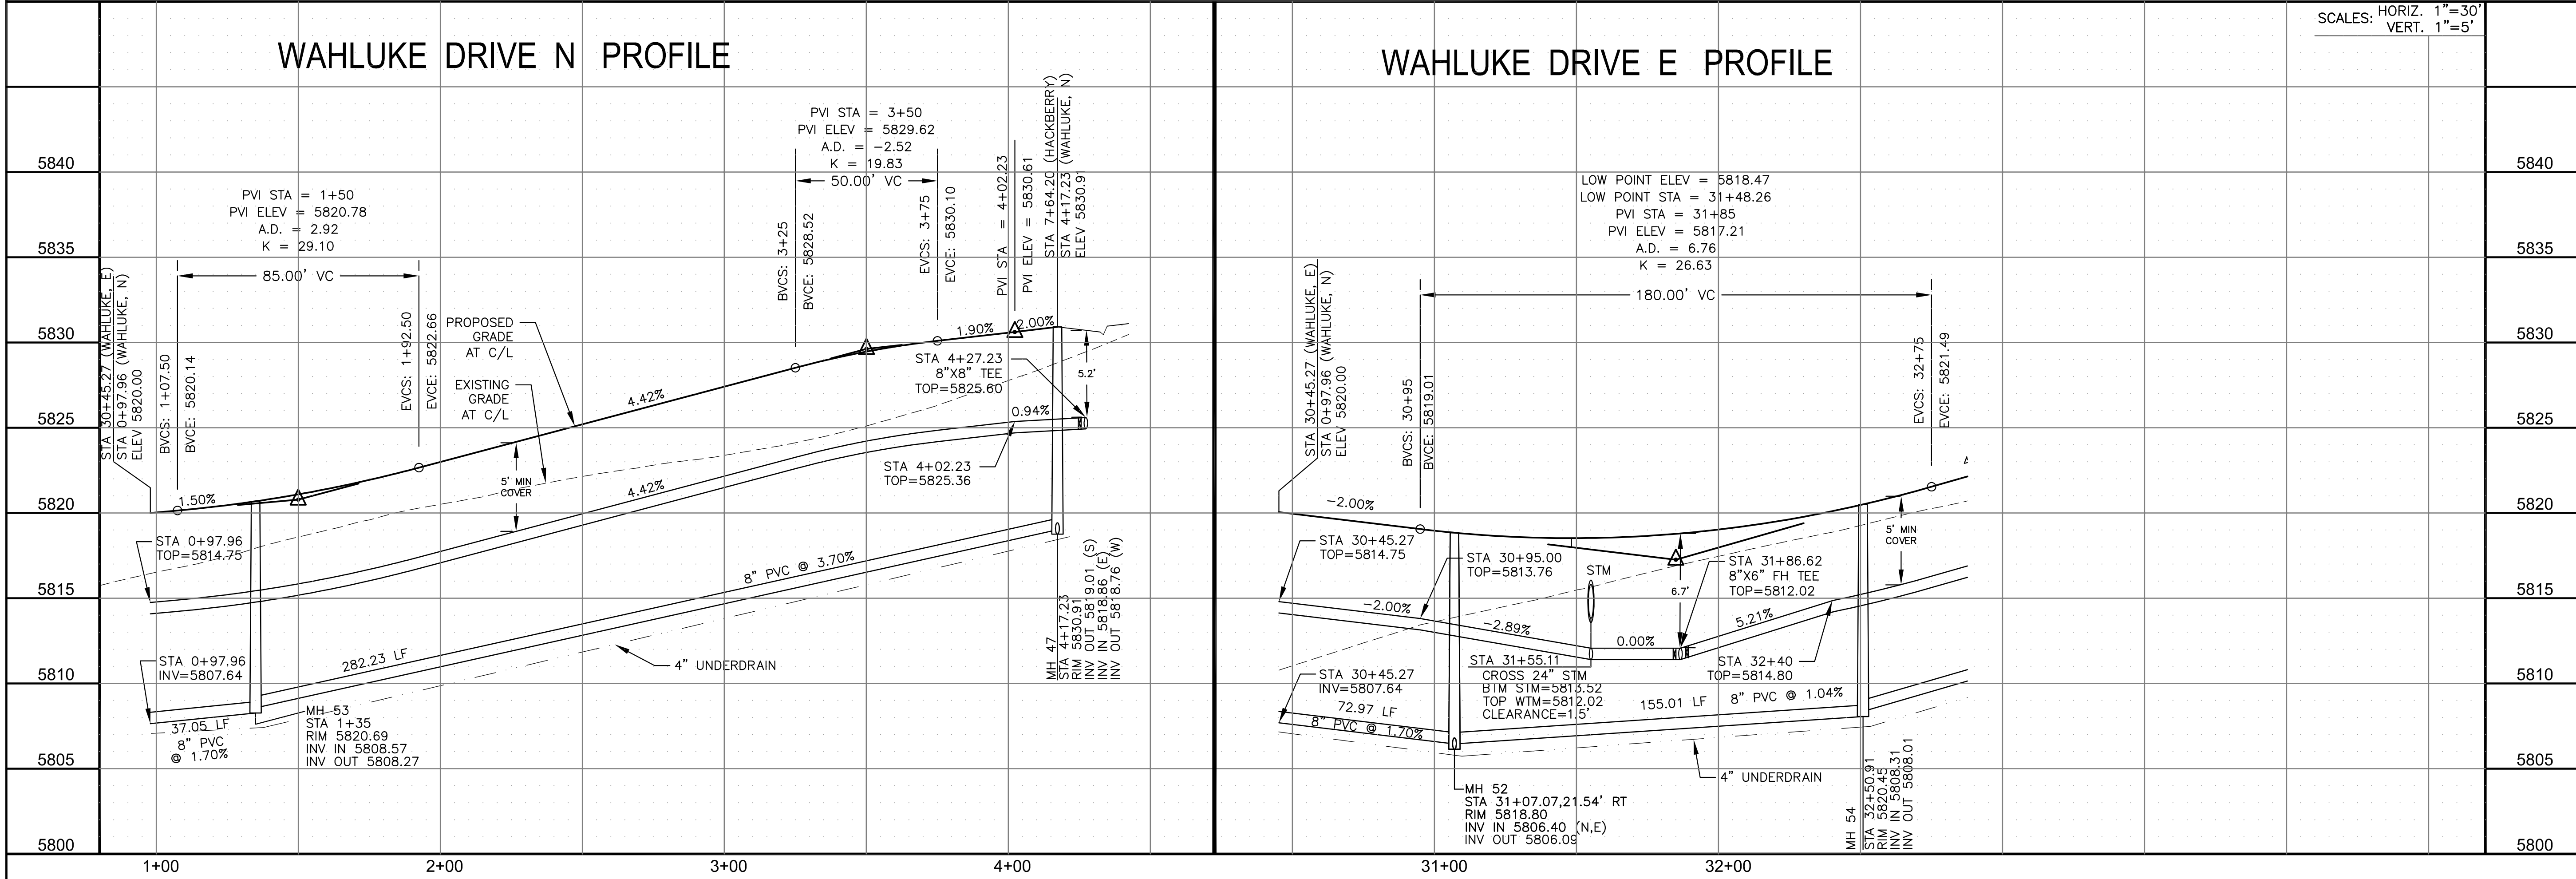 SCALES: HORIZ. 1"=30'
VERT. 1"=5'
WAHLUKE DRIVE N PROFILE
5840
5835
5830
5825
5820
5815
5810
5805
5800
PVI STA = 1+50
PVI ELEV = 5820.78
A.D. = 2.92
K = 29.10
85.00' VC
STA 30+45.27 (WAHLUKE, E)
STA 0+97.96 (WAHLUKE, N)
ELEV 5820.00
BVCS: 1+07.50
BVCE: 5820.14
EVCS: 1+92.50
EVCE: 5822.66
PROPOSED
GRADE
AT C/L
EXISTING
GRADE
AT C/L
PVI STA = 3+50
PVI ELEV = 5829.62
A.D. = -2.52
K = 19.83
50.00' VC
BVCS: 3+25
BVCE: 5828.52
EVCS: 3+75
EVCE: 5830.10
PVI STA = 4+02.23
PVI ELEV = 5830.61
STA 7+64.20 (HACKBERRY)
STA 4+17.23 (WAHLUKE, N)
ELEV 5830.91
1.50%
4.42%
1.90%
2.00%
STA 4+27.23
8"X8" TEE
TOP=5825.60
5.2'
0.94%
STA 4+02.23
TOP=5825.36
5' MIN
COVER
4.42%
STA 0+97.96
TOP=5814.75
STA 0+97.96
INV=5807.64
37.05 LF
8" PVC
@ 1.70%
MH 53
STA 1+35
RIM 5820.69
INV IN 5808.57
INV OUT 5808.27
282.23 LF
8" PVC @ 3.70%
4" UNDERDRAIN
MH 47
STA 4+17.23
RIM 5830.91
INV OUT 5819.01 (S)
INV IN 5818.86 (E)
INV OUT 5818.76 (W)
1+00
2+00
3+00
4+00
WAHLUKE DRIVE E PROFILE
LOW POINT ELEV = 5818.47
LOW POINT STA = 31+48.26
PVI STA = 31+85
PVI ELEV = 5817.21
A.D. = 6.76
K = 26.63
180.00' VC
STA 30+45.27 (WAHLUKE, E)
STA 0+97.96 (WAHLUKE, N)
ELEV 5820.00
BVCS: 30+95
BVCE: 5819.01
EVCS: 32+75
EVCE: 5821.49
-2.00%
STA 30+45.27
TOP=5814.75
STA 30+95.00
TOP=5813.76
STM
6.7'
STA 31+86.62
8"X6" FH TEE
TOP=5812.02
5' MIN
COVER
-2.00%
-2.89%
0.00%
5.21%
STA 31+55.11
CROSS 24" STM
BTM STM=5813.52
TOP WTM=5812.02
CLEARANCE=1.5'
STA 32+40
TOP=5814.80
STA 30+45.27
INV=5807.64
72.97 LF
8" PVC @ 1.70%
155.01 LF
8" PVC @ 1.04%
4" UNDERDRAIN
MH 52
STA 31+07.07,21.54' RT
RIM 5818.80
INV IN 5806.40 (N,E)
INV OUT 5806.09
MH 54
STA 32+50.91
RIM 5820.45
INV IN 5808.31
INV OUT 5808.01
31+00
32+00
5840
5835
5830
5825
5820
5815
5810
5805
5800